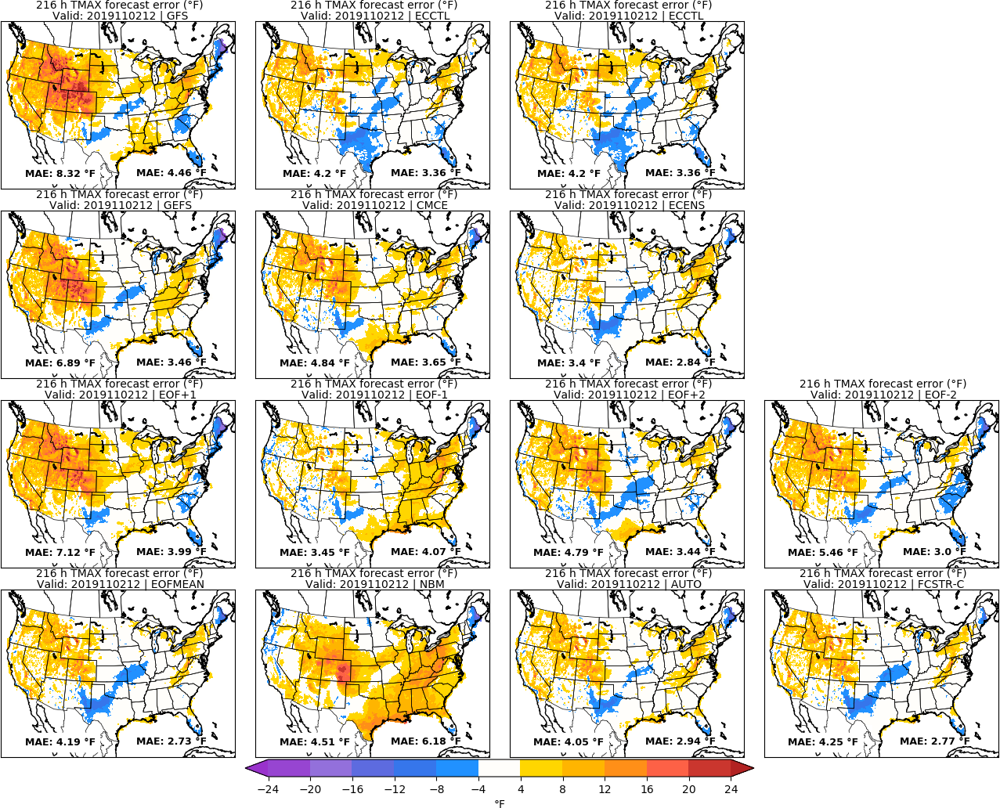 216 h TMAX forecast error (°F)
Valid: 2019110212 | GFS
MAE: 8.32 °F
MAE: 4.46 °F
216 h TMAX forecast error (°F)
Valid: 2019110212 | ECCTL
MAE: 4.2 °F
MAE: 3.36 °F
216 h TMAX forecast error (°F)
Valid: 2019110212 | ECCTL
MAE: 4.2 °F
MAE: 3.36 °F
216 h TMAX forecast error (°F)
Valid: 2019110212 | GEFS
MAE: 6.89 °F
MAE: 3.46 °F
216 h TMAX forecast error (°F)
Valid: 2019110212 | CMCE
MAE: 4.84 °F
MAE: 3.65 °F
216 h TMAX forecast error (°F)
Valid: 2019110212 | ECENS
MAE: 3.4 °F
MAE: 2.84 °F
216 h TMAX forecast error (°F)
Valid: 2019110212 | EOF+1
MAE: 7.12 °F
MAE: 3.99 °F
216 h TMAX forecast error (°F)
Valid: 2019110212 | EOF-1
MAE: 3.45 °F
MAE: 4.07 °F
216 h TMAX forecast error (°F)
Valid: 2019110212 | EOF+2
MAE: 4.79 °F
MAE: 3.44 °F
216 h TMAX forecast error (°F)
Valid: 2019110212 | EOF-2
MAE: 5.46 °F
MAE: 3.0 °F
216 h TMAX forecast error (°F)
Valid: 2019110212 | EOFMEAN
MAE: 4.19 °F
MAE: 2.73 °F
216 h TMAX forecast error (°F)
Valid: 2019110212 | NBM
MAE: 4.51 °F
MAE: 6.18 °F
216 h TMAX forecast error (°F)
Valid: 2019110212 | AUTO
MAE: 4.05 °F
MAE: 2.94 °F
216 h TMAX forecast error (°F)
Valid: 2019110212 | FCSTR-C
MAE: 4.25 °F
MAE: 2.77 °F
−24 −20 −16 −12 −8 −4 4 8 12 16 20 24
°F